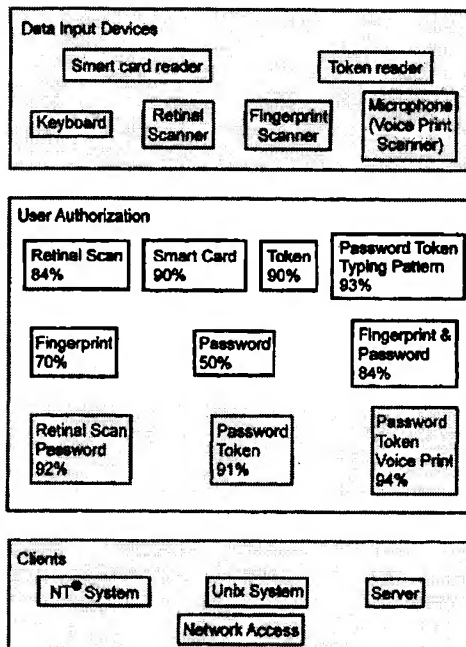 Data Input Devices
Smart card reader
Token reader
Keyboard
Retinal
Scanner
Fingerprint
Scanner
Microphone
(Voice Print
Scanner)
User Authorization
Retinal Scan
84%
Smart Card
90%
Token
90%
Password Token
Typing Pattern
93%
Fingerprint
70%
Password
50%
Fingerprint &
Password
84%
Retinal Scan
Password
92%
Password
Token
91%
Password
Token
Voice Print
94%
Clients
NT® System
Unix System
Server
Network Access